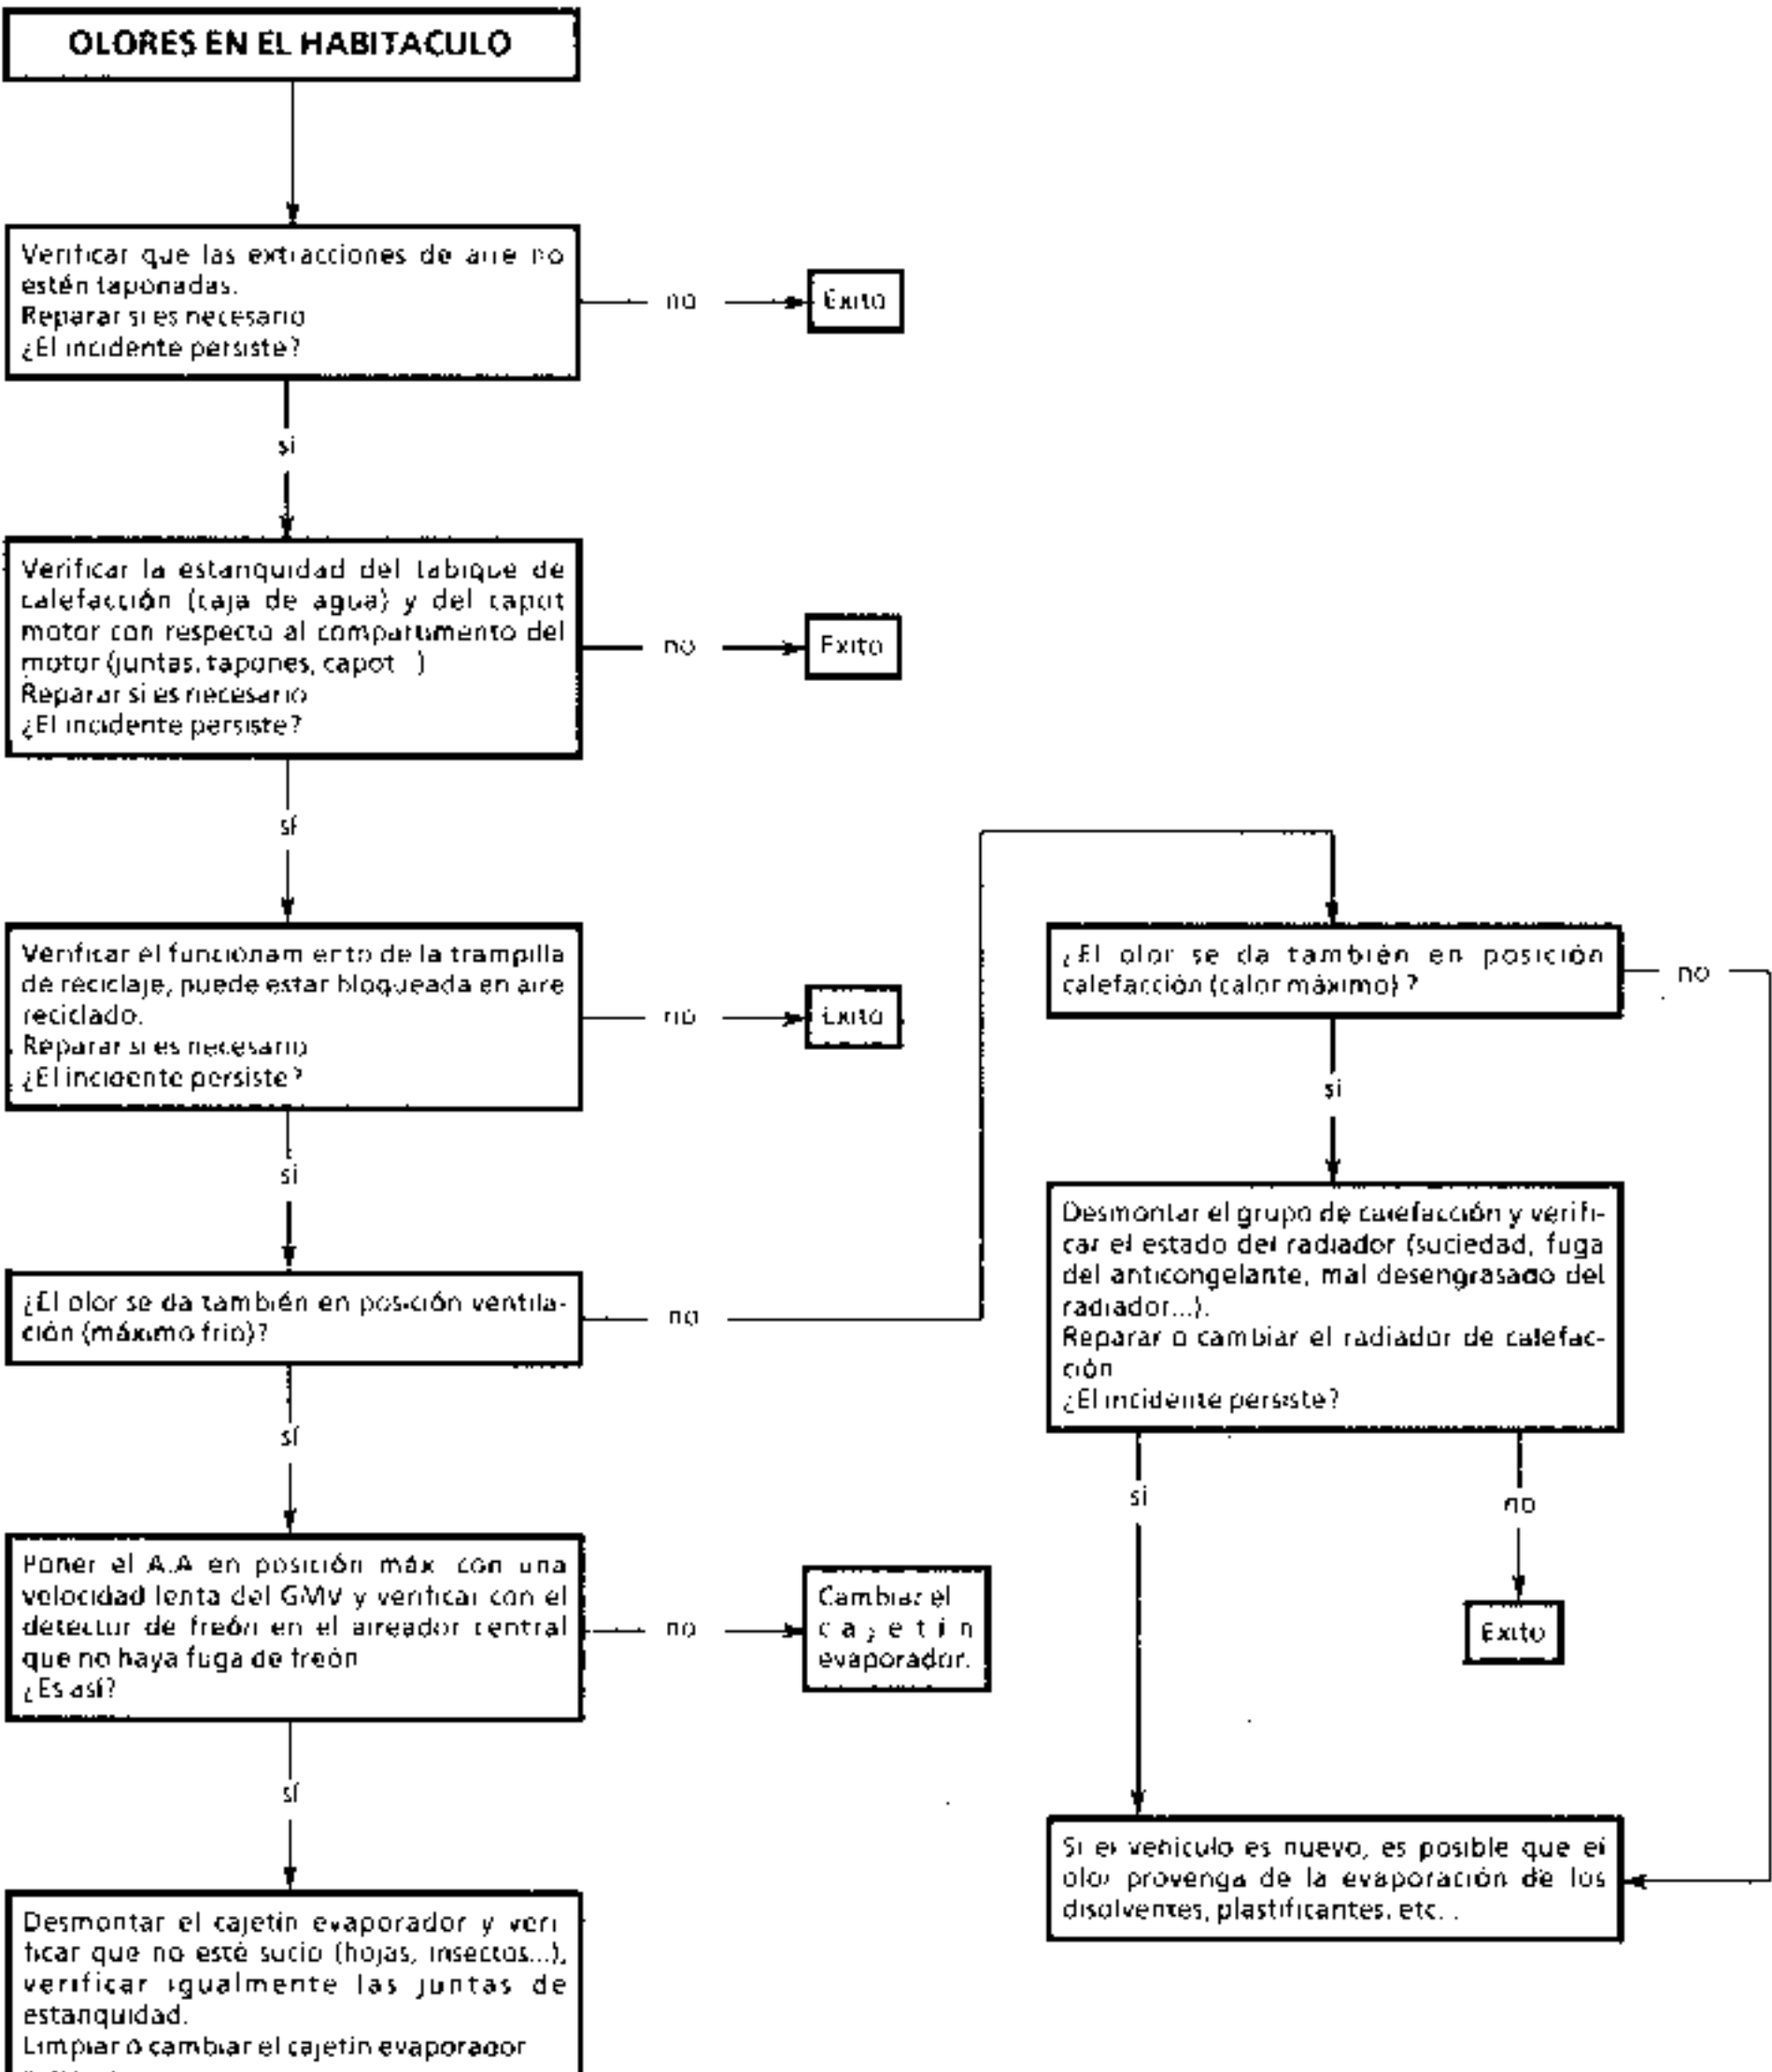 OLORES EN EL HABITACULO
Verificar que las extracciones de aire no
estén taponadas.
Reparar si es necesario
¿El incidente persiste?
no
Exito
si
Verificar la estanquidad del tabique de
calefacción (caja de agua) y del capot
motor con respecto al compartimento del
motor (juntas, tapones, capot )
Reparar si es necesario
¿El incidente persiste?
no
Exito
sí
Verificar el funcionamiento de la trampilla
de reciclaje, puede estar bloqueada en aire
reciclado.
Reparar si es necesario
¿El incidente persiste?
no
Exito
si
¿El olor se da también en posición ventila-
ción (máximo frio)?
no
sí
Poner el A.A en posición máx con una
velocidad lenta del GMV y verificar con el
detector de freón en el aireador central
que no haya fuga de freón
¿Es así?
no
Cambiar el
cajetín
evaporador.
sí
Desmontar el cajetín evaporador y veri
ficar que no esté sucio (hojas, insectos...),
verificar igualmente las juntas de
estanquidad.
Limpiar o cambiar el cajetín evaporador
¿El olor se da también en posición
calefacción (calor máximo) ?
no
si
Desmontar el grupo de calefacción y verifi-
car el estado del radiador (suciedad, fuga
del anticongelante, mal desengrasado del
radiador...).
Reparar o cambiar el radiador de calefac-
ción
¿El incidente persiste?
si
no
Exito
Si el vehículo es nuevo, es posible que el
olor provenga de la evaporación de los
disolventes, plastificantes, etc. .